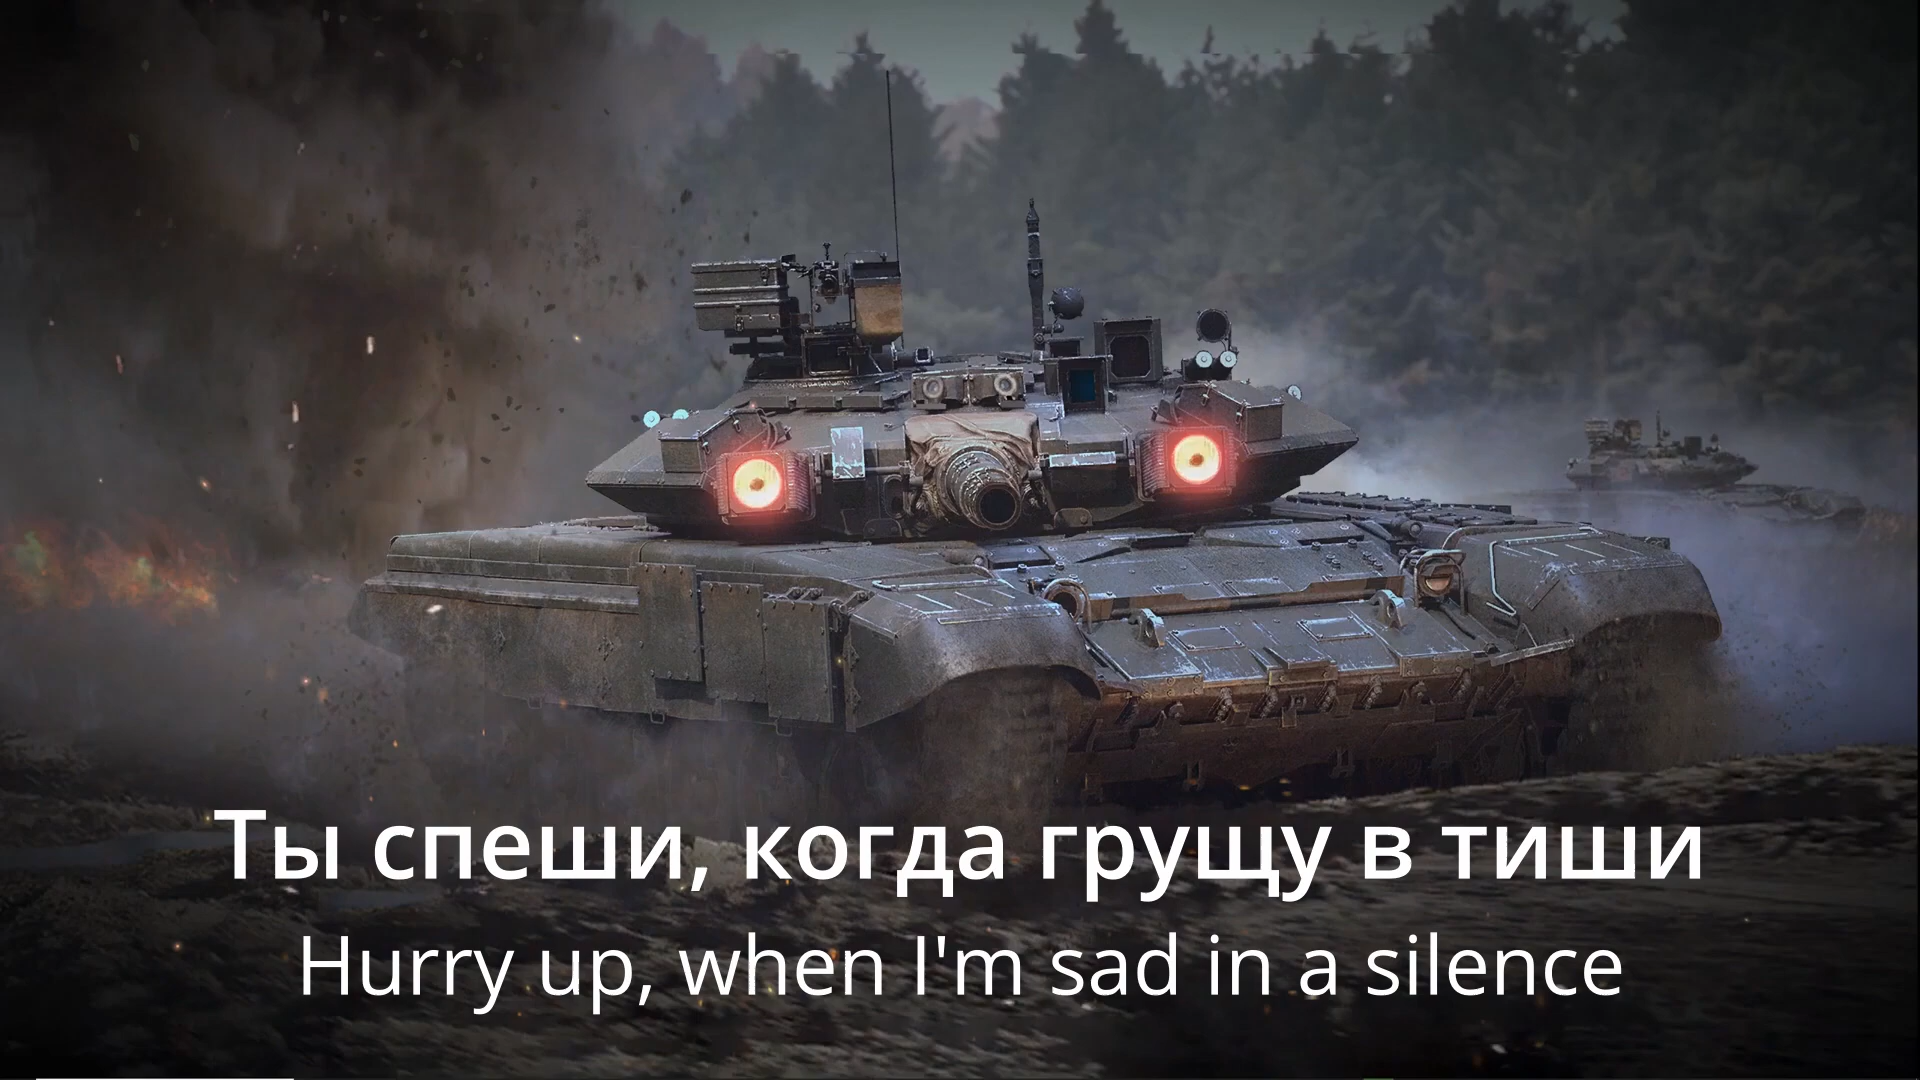 Ты спеши, когда грущу в тиши
Hurry up, when I'm sad in a silence